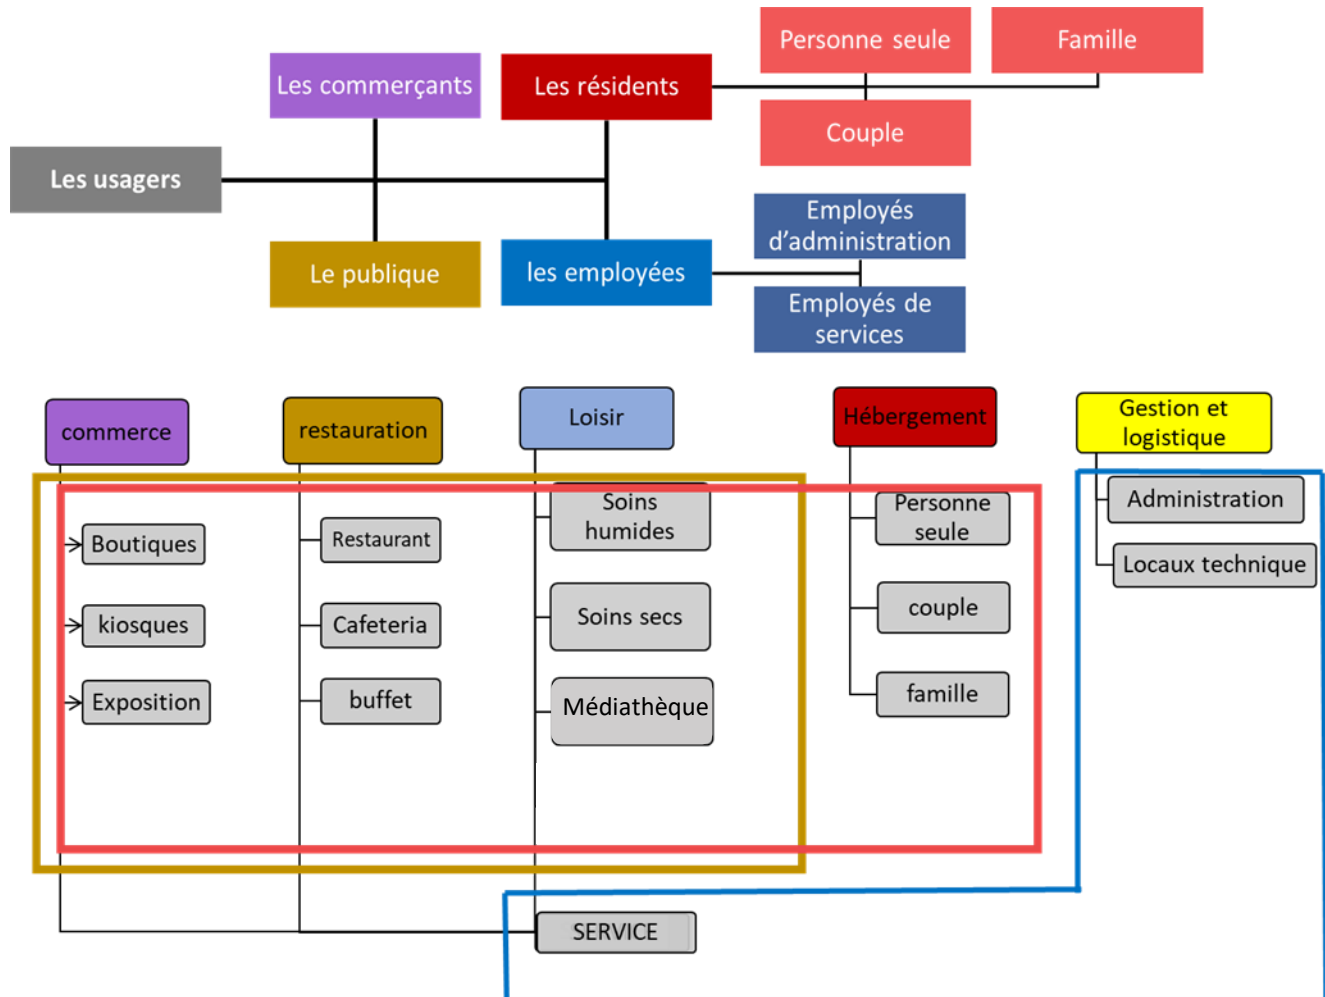 Personne seule
Famille
Les commerçants
Les résidents
Couple
Les usagers
Employés
d'administration
Le publique
les employées
Employés de
services
commerce
restauration
Loisir
Hébergement
Gestion et
logistique
Boutiques
kiosques
Exposition
Restaurant
Cafeteria
buffet
Soins
humides
Soins secs
Médiathèque
Personne
seule
couple
famille
Administration
Locaux technique
SERVICE